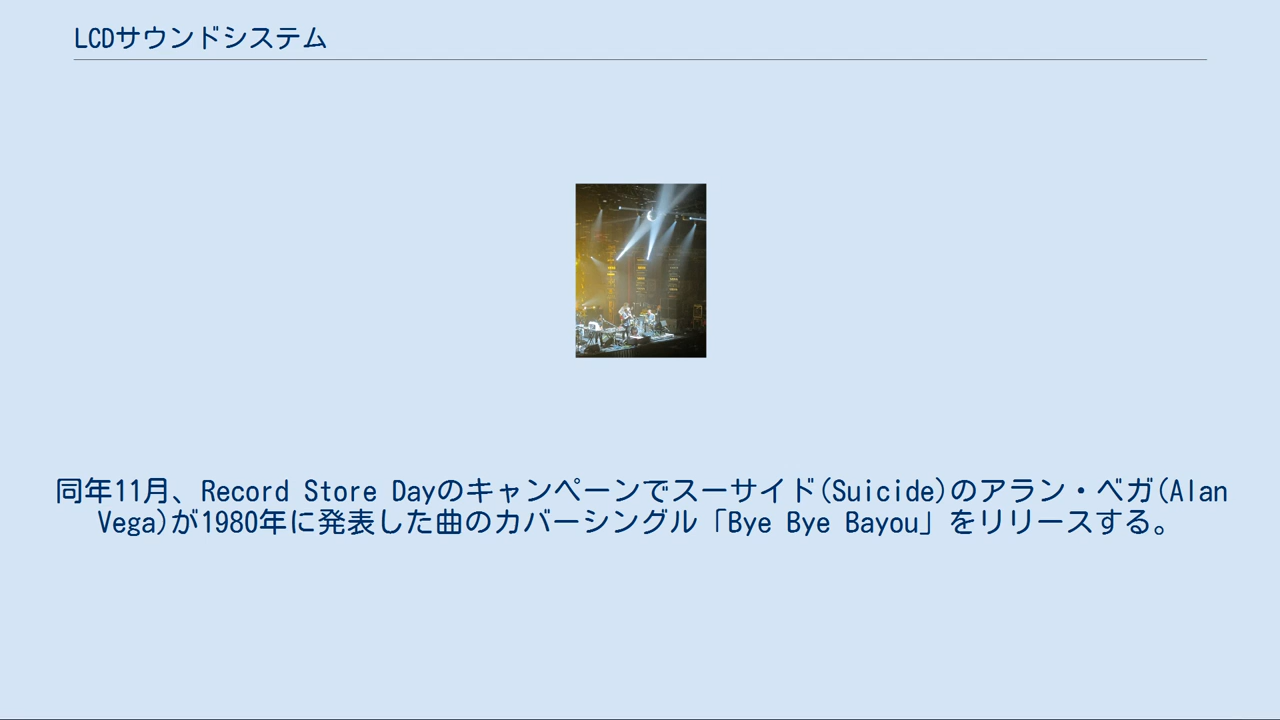 LCDサウンドシステム
同年11月、Record Store Dayのキャンペーンでスーサイド(Suicide)のアラン・ベガ(Alan
Vega)が1980年に発表した曲のカバーシングル「Bye Bye Bayou」をリリースする。